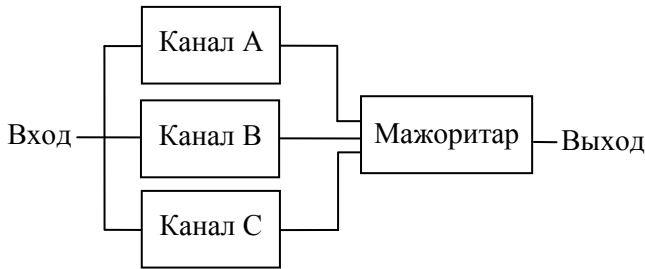 Канал А
Вход
Канал В
Мажоритар
Выход
Канал С